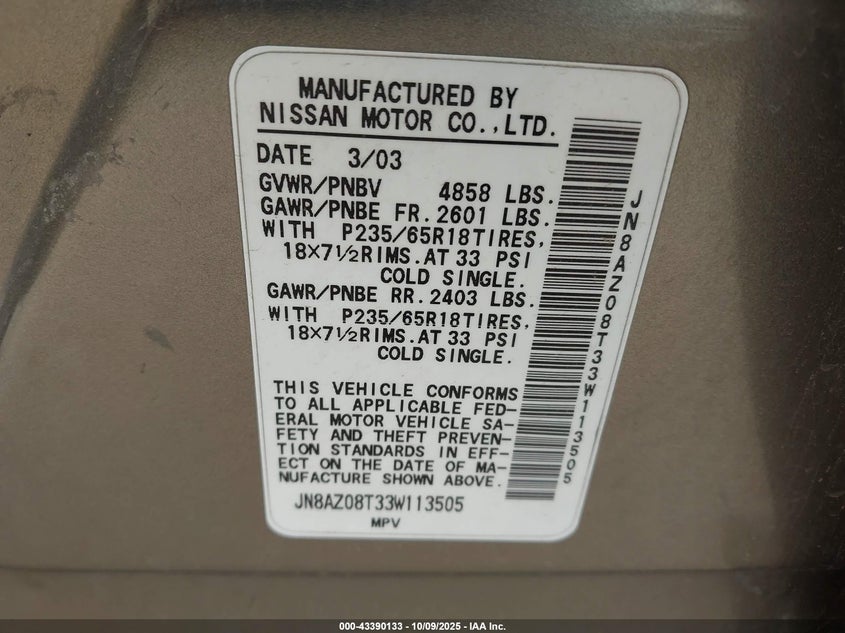 MANUFACTURED BY
NISSAN MOTOR CO.,LTD.
DATE 3/03
GVWR/PNBV 4858 LBS.
GAWR/PNBE FR.2601 LBS.
WITH P235/65R18TIRES,
18X7½RIMS.AT 33 PSI
COLD SINGLE.
GAWR/PNBE RR.2403 LBS.
WITH P235/65R18TIRES,
18X7½RIMS.AT 33 PSI
COLD SINGLE.
THIS VEHICLE CONFORMS
TO ALL APPLICABLE FED-
ERAL MOTOR VEHICLE SA-
FETY AND THEFT PREVEN-
TION STANDARDS IN EFF-
ECT ON THE DATE OF MA-
NUFACTURE SHOWN ABOVE.
JN8AZ08T33W113505
MPV
JN8AZ08T33W113505
000-43390133 - 10/09/2025 - IAA Inc.